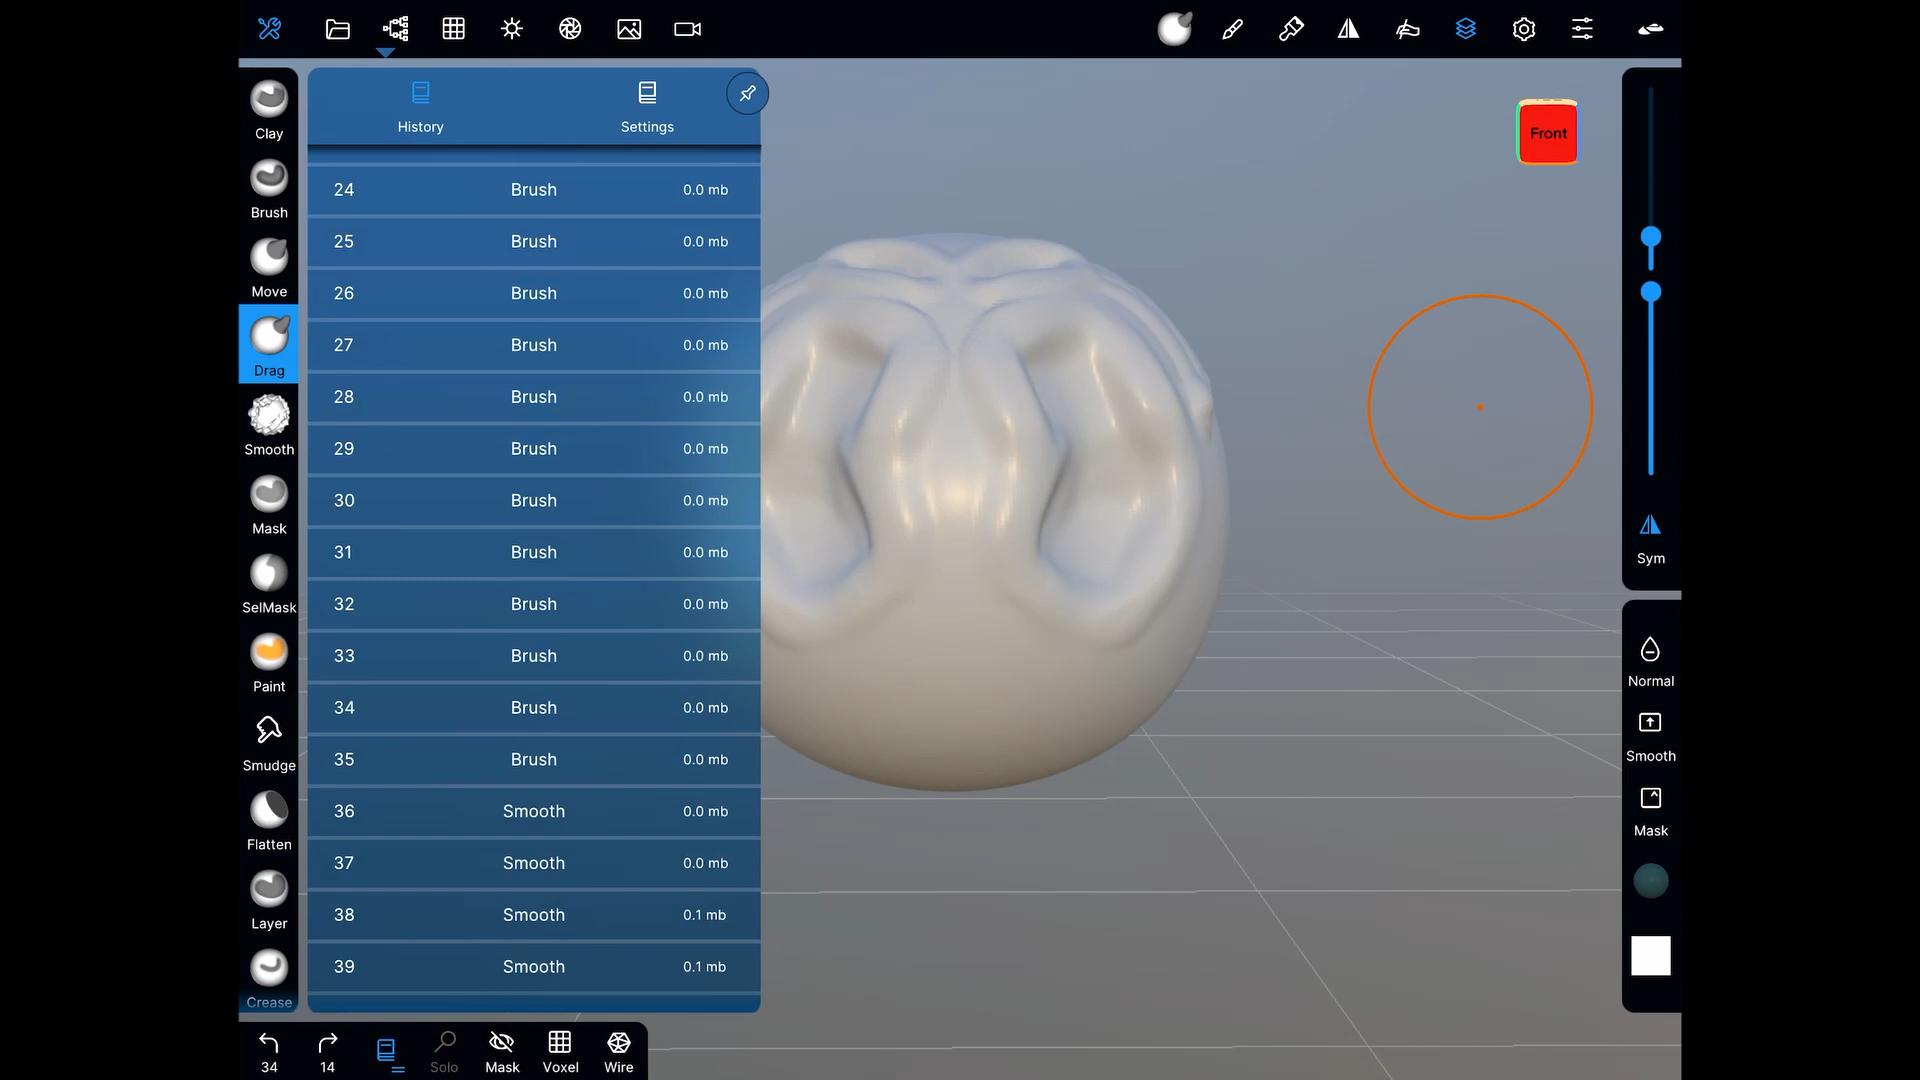 History Settings
Front
24 Brush 0.0 mb
25 Brush 0.0 mb
26 Brush 0.0 mb
27 Brush 0.0 mb
28 Brush 0.0 mb
29 Brush 0.0 mb
30 Brush 0.0 mb
31 Brush 0.0 mb
32 Brush 0.0 mb
33 Brush 0.0 mb
34 Brush 0.0 mb
35 Brush 0.0 mb
36 Smooth 0.0 mb
37 Smooth 0.0 mb
38 Smooth 0.1 mb
39 Smooth 0.1 mb
Clay
Brush
Move
Drag
Smooth
Mask
SelMask
Paint
Smudge
Flatten
Layer
Crease
Sym
Normal
Smooth
Mask
34 14 Solo Mask Voxel Wire